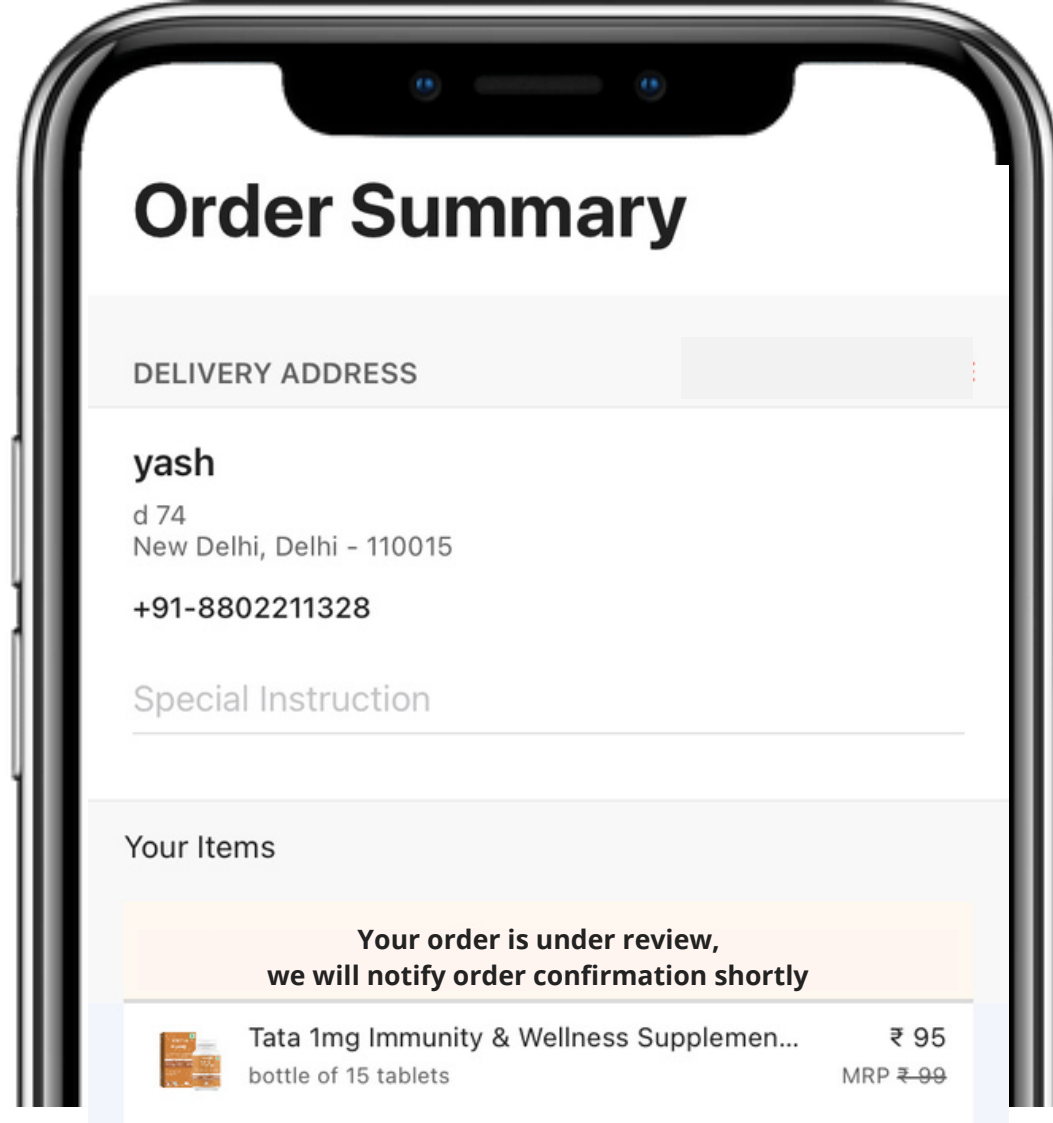 Order Summary
DELIVERY ADDRESS
yash
d 74
New Delhi, Delhi - 110015
+91-8802211328
Special Instruction
Your Items
Your order is under review,
we will notify order confirmation shortly
Tata 1mg Immunity & Wellness Supplemen... ₹ 95
bottle of 15 tablets MRP ₹ 99